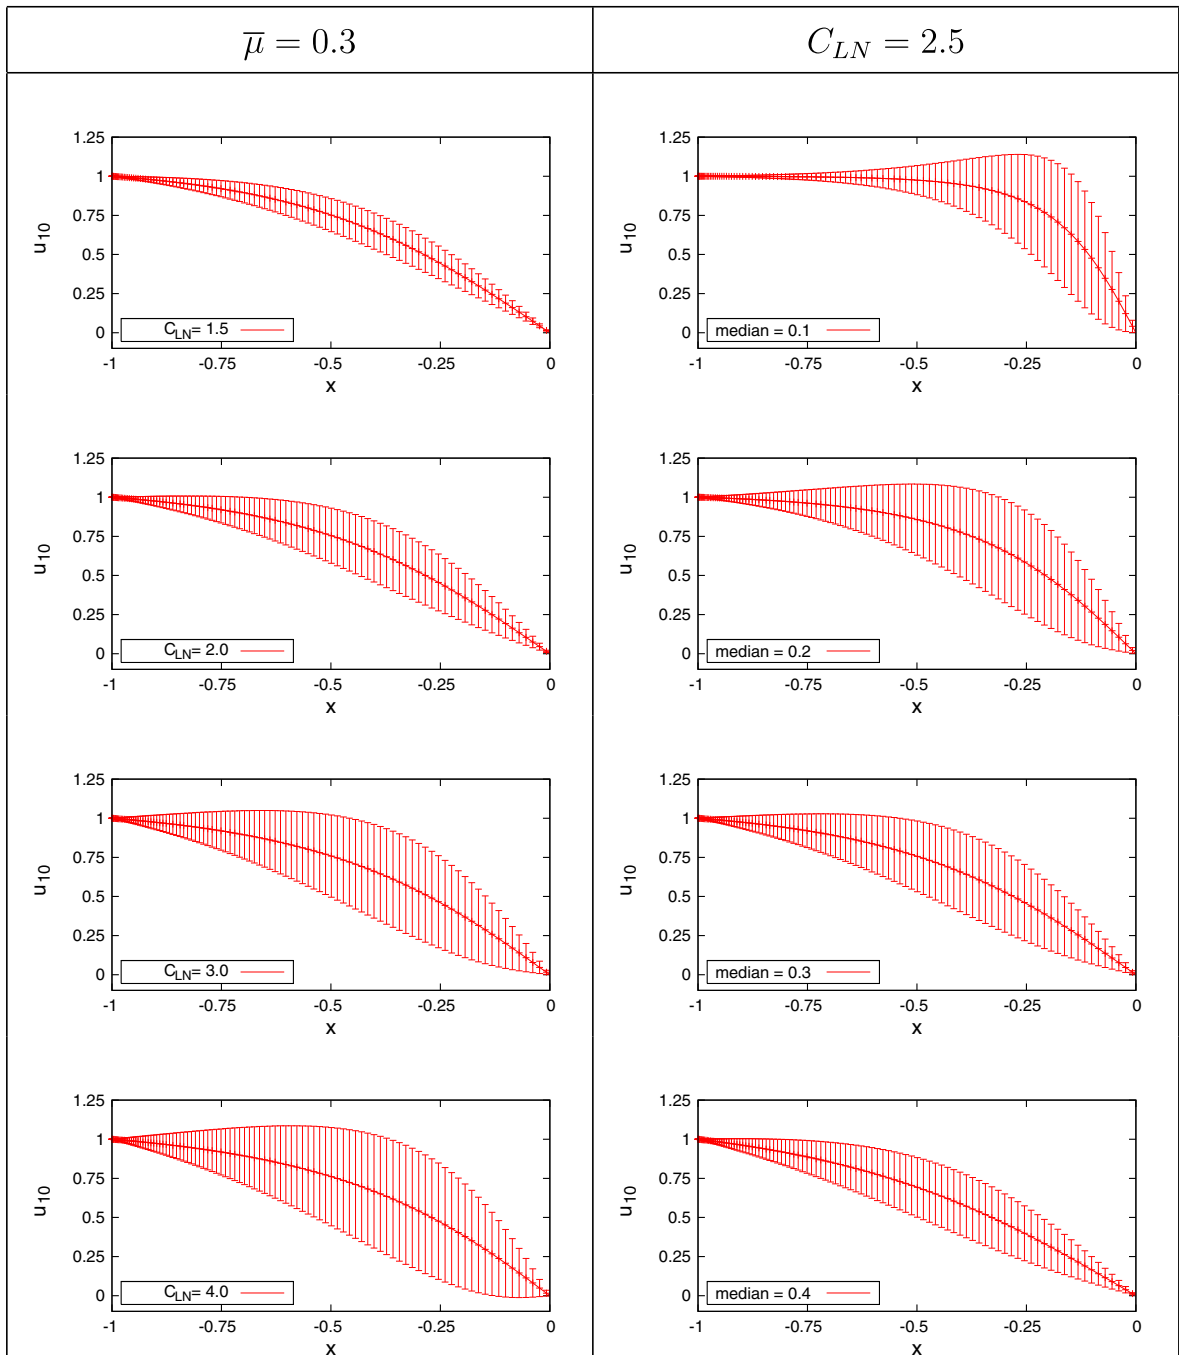 μ̅ = 0.3
C_LN = 2.5
1.25
1
0.75
0.5
0.25
0
u10
C_LN= 1.5
-1 -0.75 -0.5 -0.25 0
x
1.25
1
0.75
0.5
0.25
0
u10
median = 0.1
-1 -0.75 -0.5 -0.25 0
x
1.25
1
0.75
0.5
0.25
0
u10
C_LN= 2.0
-1 -0.75 -0.5 -0.25 0
x
1.25
1
0.75
0.5
0.25
0
u10
median = 0.2
-1 -0.75 -0.5 -0.25 0
x
1.25
1
0.75
0.5
0.25
0
u10
C_LN= 3.0
-1 -0.75 -0.5 -0.25 0
x
1.25
1
0.75
0.5
0.25
0
u10
median = 0.3
-1 -0.75 -0.5 -0.25 0
x
1.25
1
0.75
0.5
0.25
0
u10
C_LN= 4.0
-1 -0.75 -0.5 -0.25 0
x
1.25
1
0.75
0.5
0.25
0
u10
median = 0.4
-1 -0.75 -0.5 -0.25 0
x